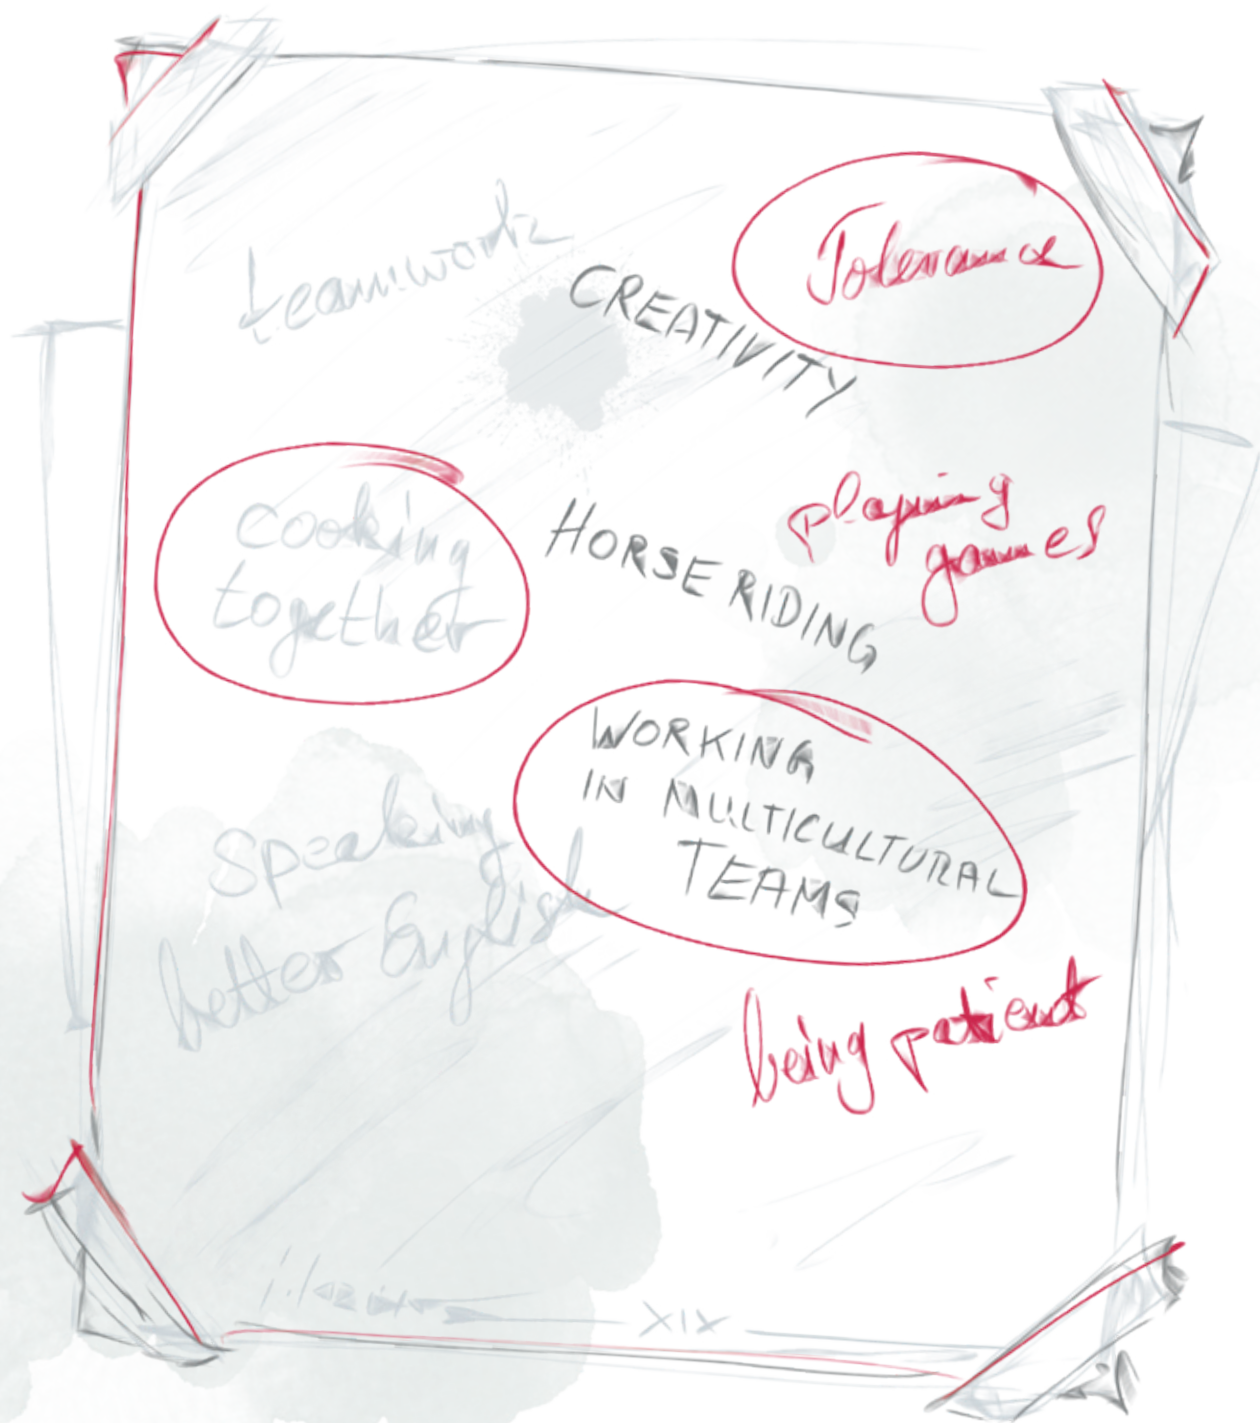 teamwork
Tolerance
CREATIVITY
cooking
together
HORSE RIDING
playing
games
WORKING
IN MULTICULTURAL
TEAMS
Speaking
better English
being patient
XIX